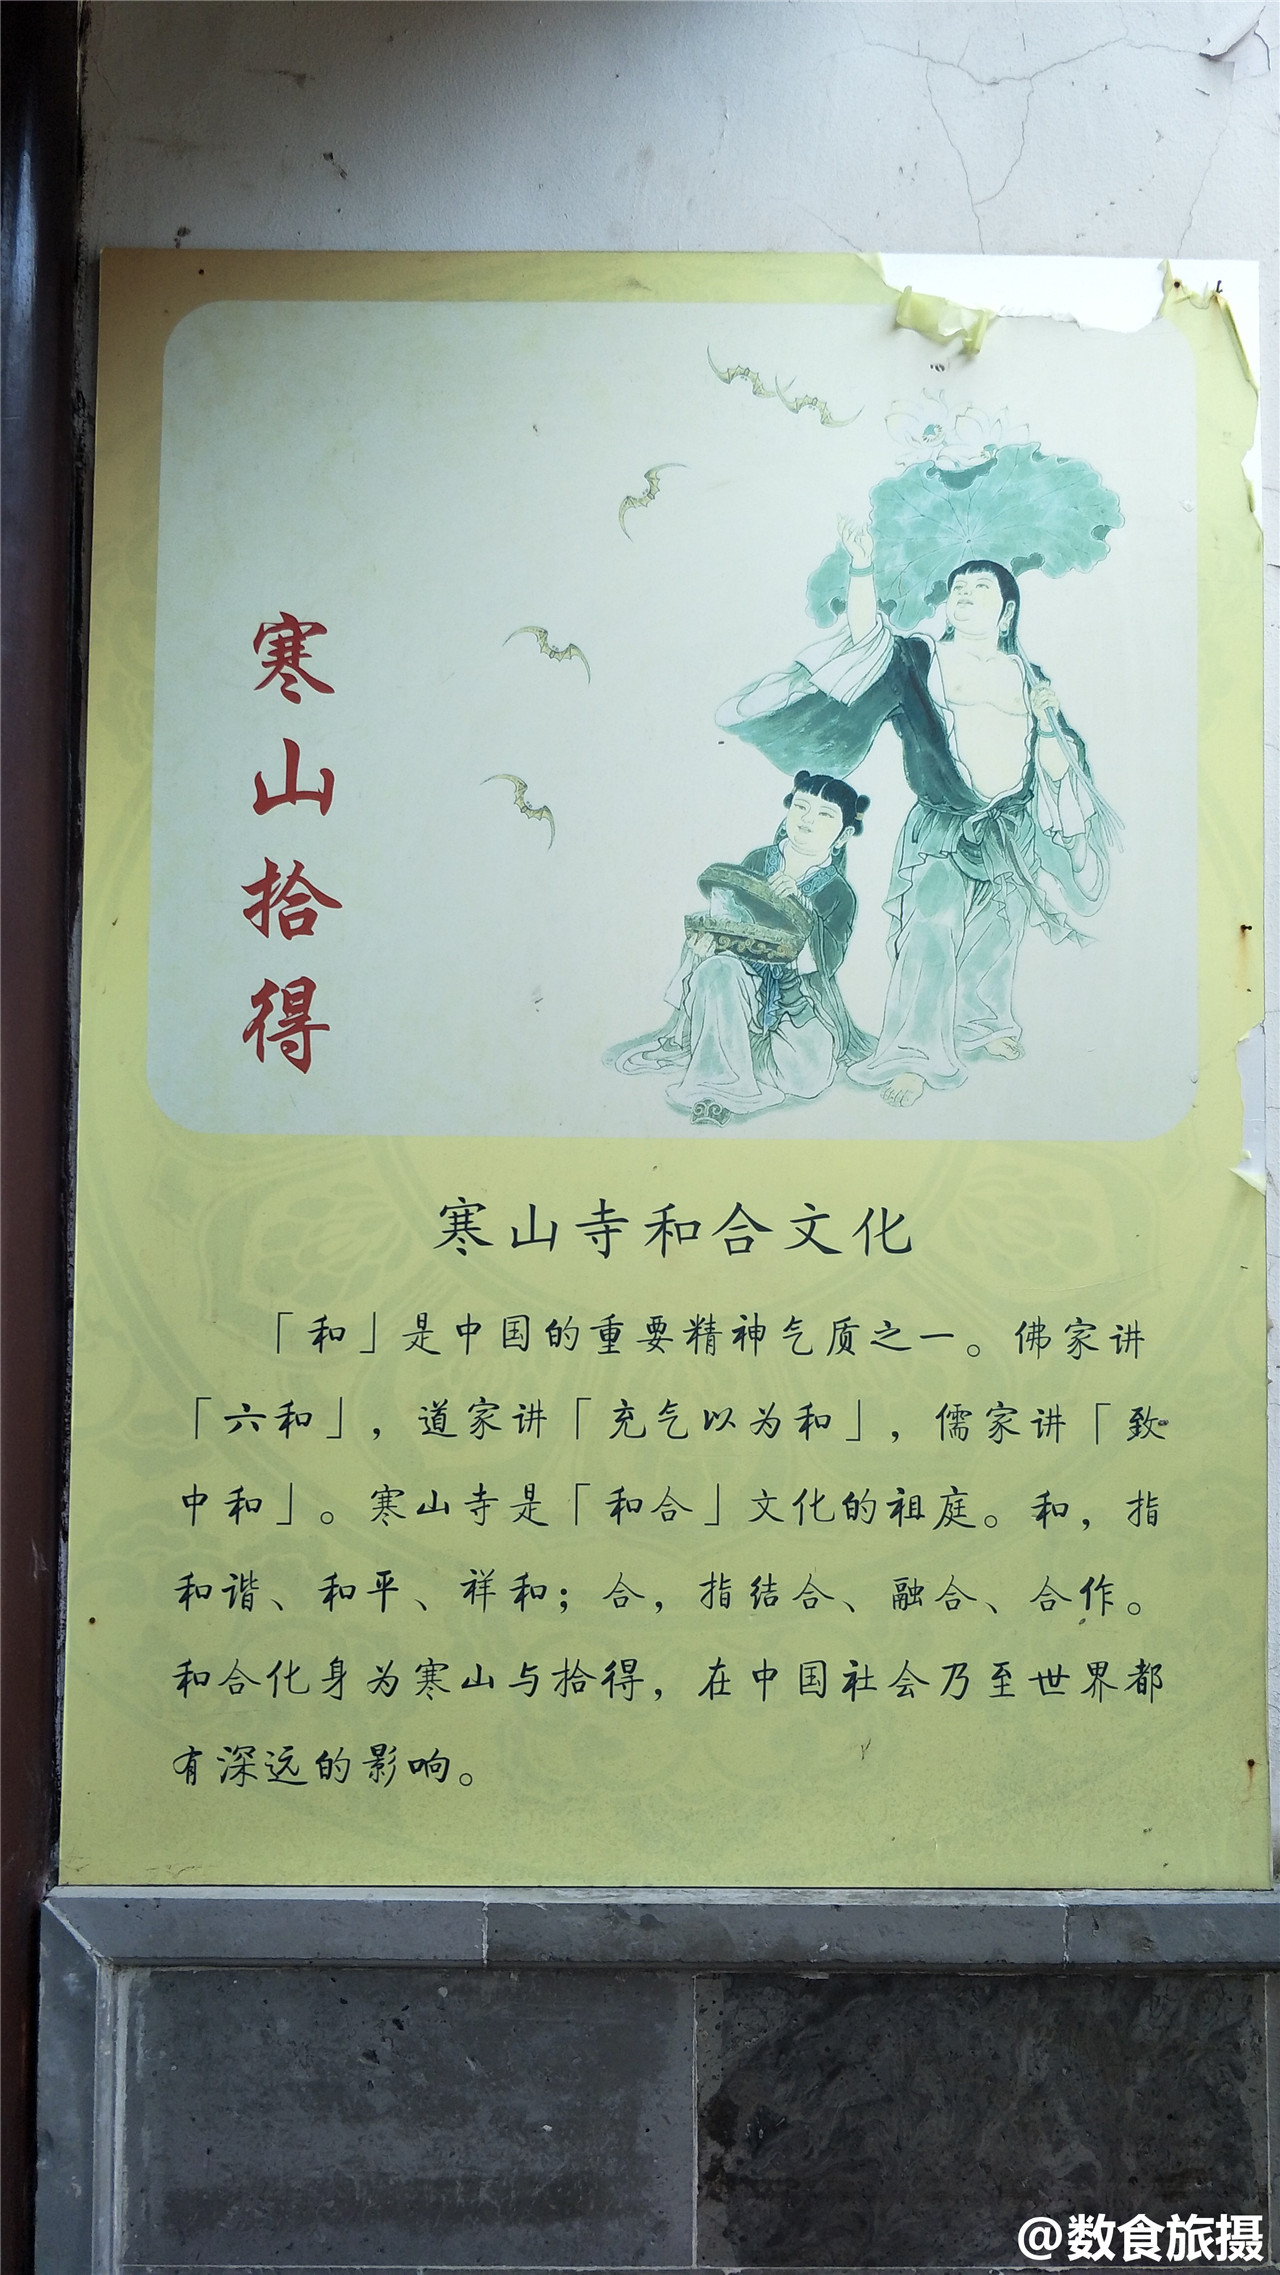 寒山拾得
寒山寺和合文化
「和」是中国的重要精神气质之一。佛家讲
「六和」，道家讲「充气以为和」，儒家讲「致
中和」。寒山寺是「和合」文化的祖庭。和，指
和谐、和平、祥和；合，指结合、融合、合作。
和合化身为寒山与拾得，在中国社会乃至世界都
有深远的影响。
@数食旅摄